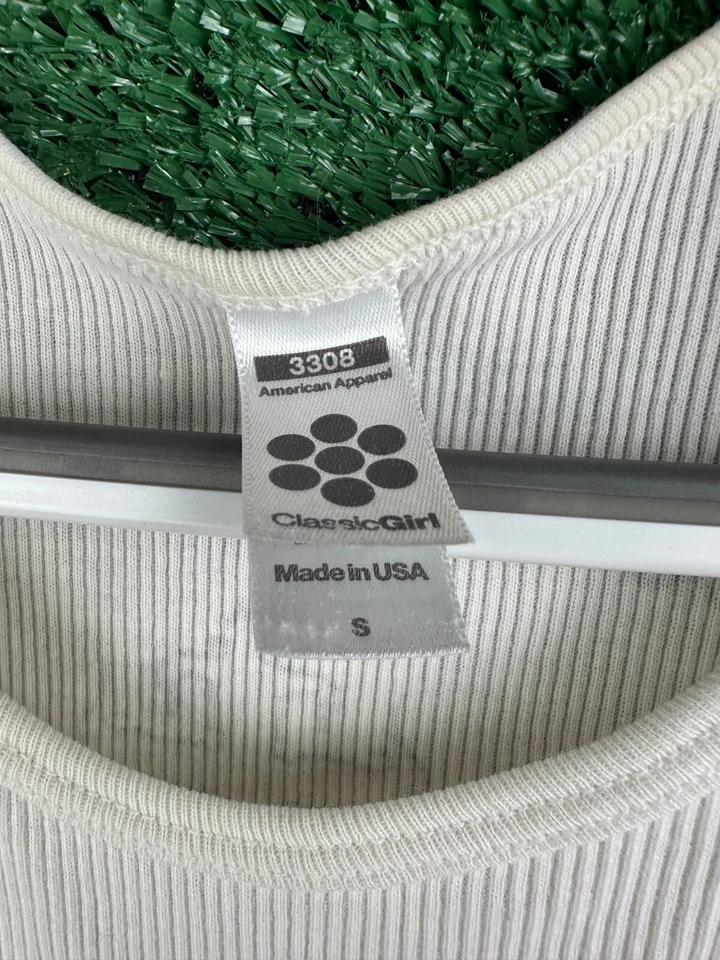 3308
American Apparel
ClassicGirl
Made in USA
S